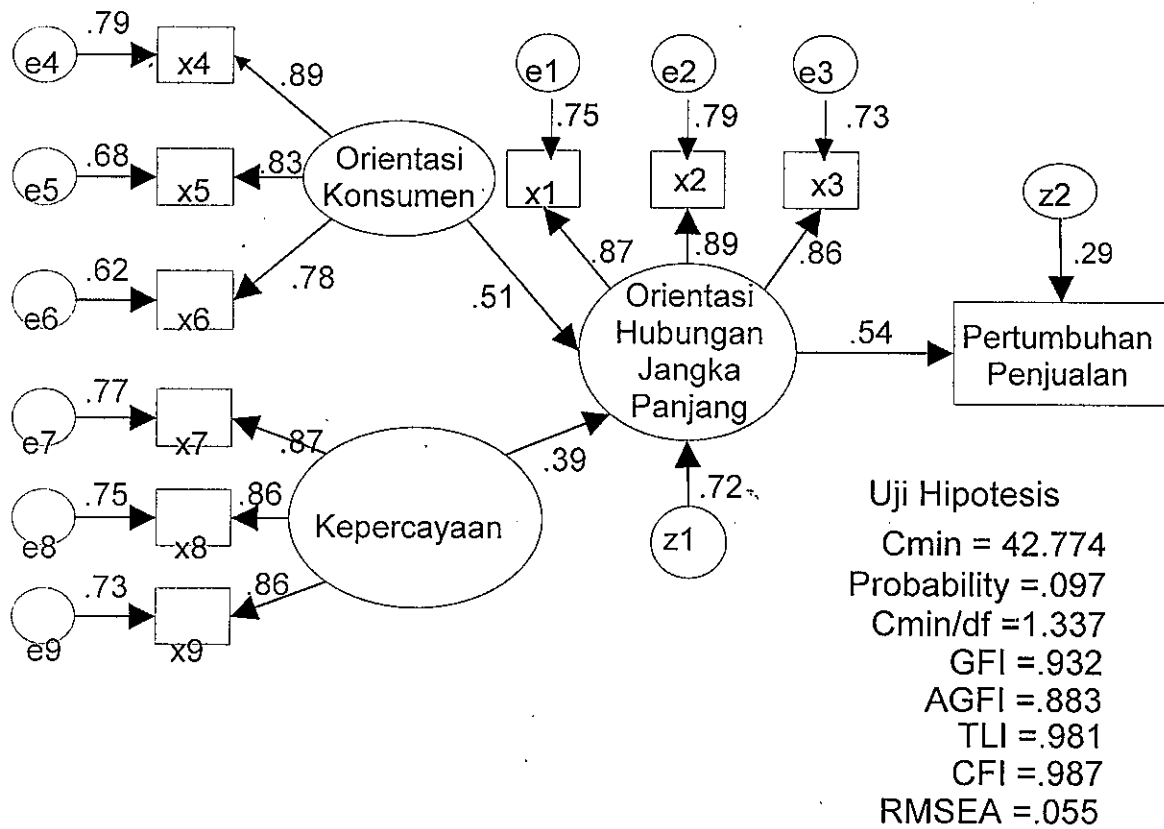 .79
e4
x4
.89
e1
e2
e3
.75
.79
.73
.68
e5
x5
.83
Orientasi
Konsumen
x1
x2
x3
z2
.87
.89
.86
.29
.62
e6
x6
.78
.51
Orientasi
Hubungan
Jangka
Panjang
.54
Pertumbuhan
Penjualan
.77
e7
x7
.87
.39
.75
e8
x8
.86
Kepercayaan
.72
z1
.73
e9
x9
.86
Uji Hipotesis
Cmin = 42.774
Probability =.097
Cmin/df =1.337
GFI =.932
AGFI =.883
TLI =.981
CFI =.987
RMSEA =.055